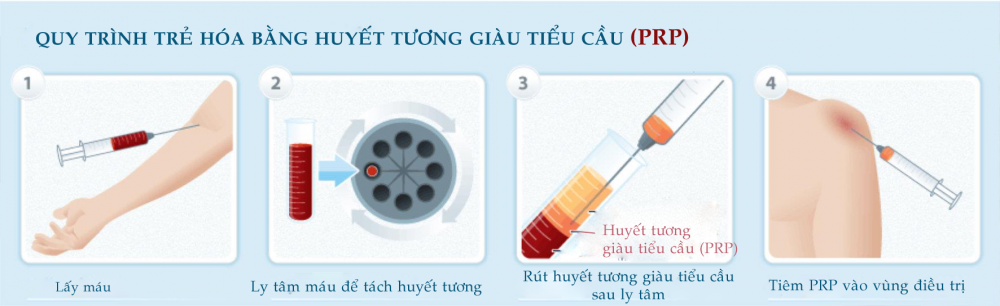 QUY TRÌNH TRẺ HÓA BẰNG HUYẾT TƯƠNG GIÀU TIỂU CẦU (PRP)
1
Lấy máu
2
Ly tâm máu để tách huyết tương
3
Huyết tương
giàu tiểu cầu (PRP)
Rút huyết tương giàu tiểu cầu
sau ly tâm
4
Tiêm PRP vào vùng điều trị